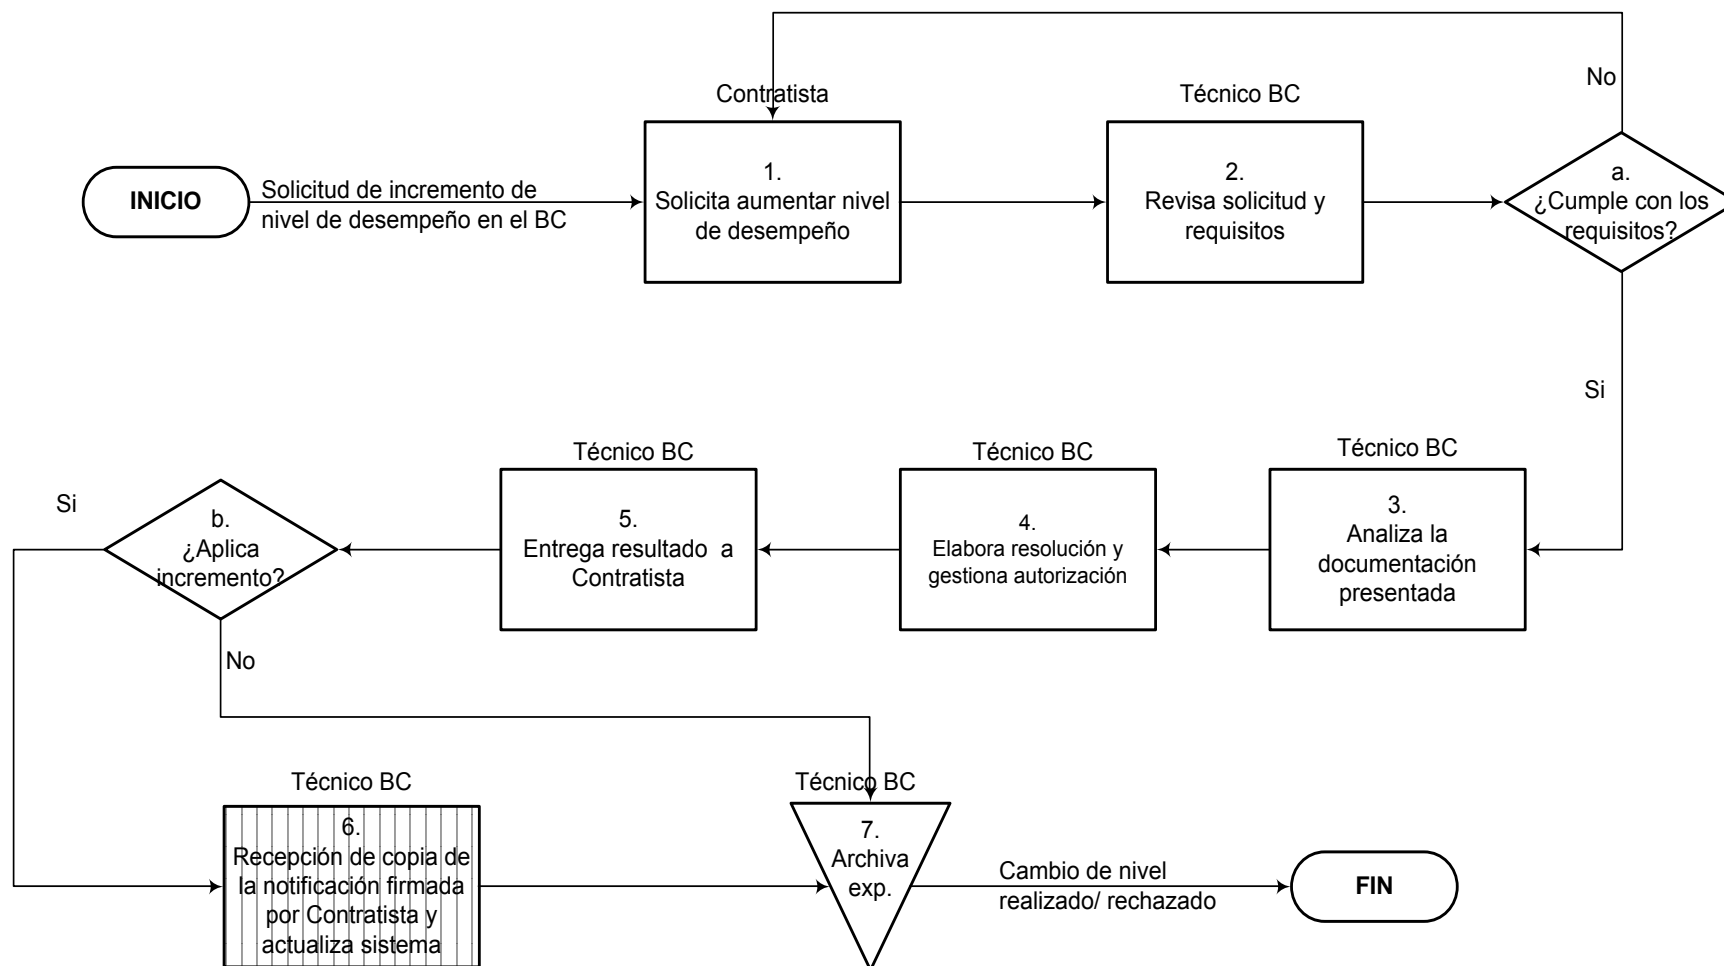 No
Contratista
Técnico BC
INICIO
Solicitud de incremento de
nivel de desempeño en el BC
1.
Solicita aumentar nivel
de desempeño
2.
Revisa solicitud y
requisitos
a.
¿Cumple con los
requisitos?
Si
Técnico BC
Técnico BC
Técnico BC
Si
b.
¿Aplica
incremento?
5.
Entrega resultado a
Contratista
4.
Elabora resolución y
gestiona autorización
3.
Analiza la
documentación
presentada
No
Técnico BC
Técnico BC
6.
Recepción de copia de
la notificación firmada
por Contratista y
actualiza sistema
7.
Archiva
exp.
Cambio de nivel
realizado/ rechazado
FIN